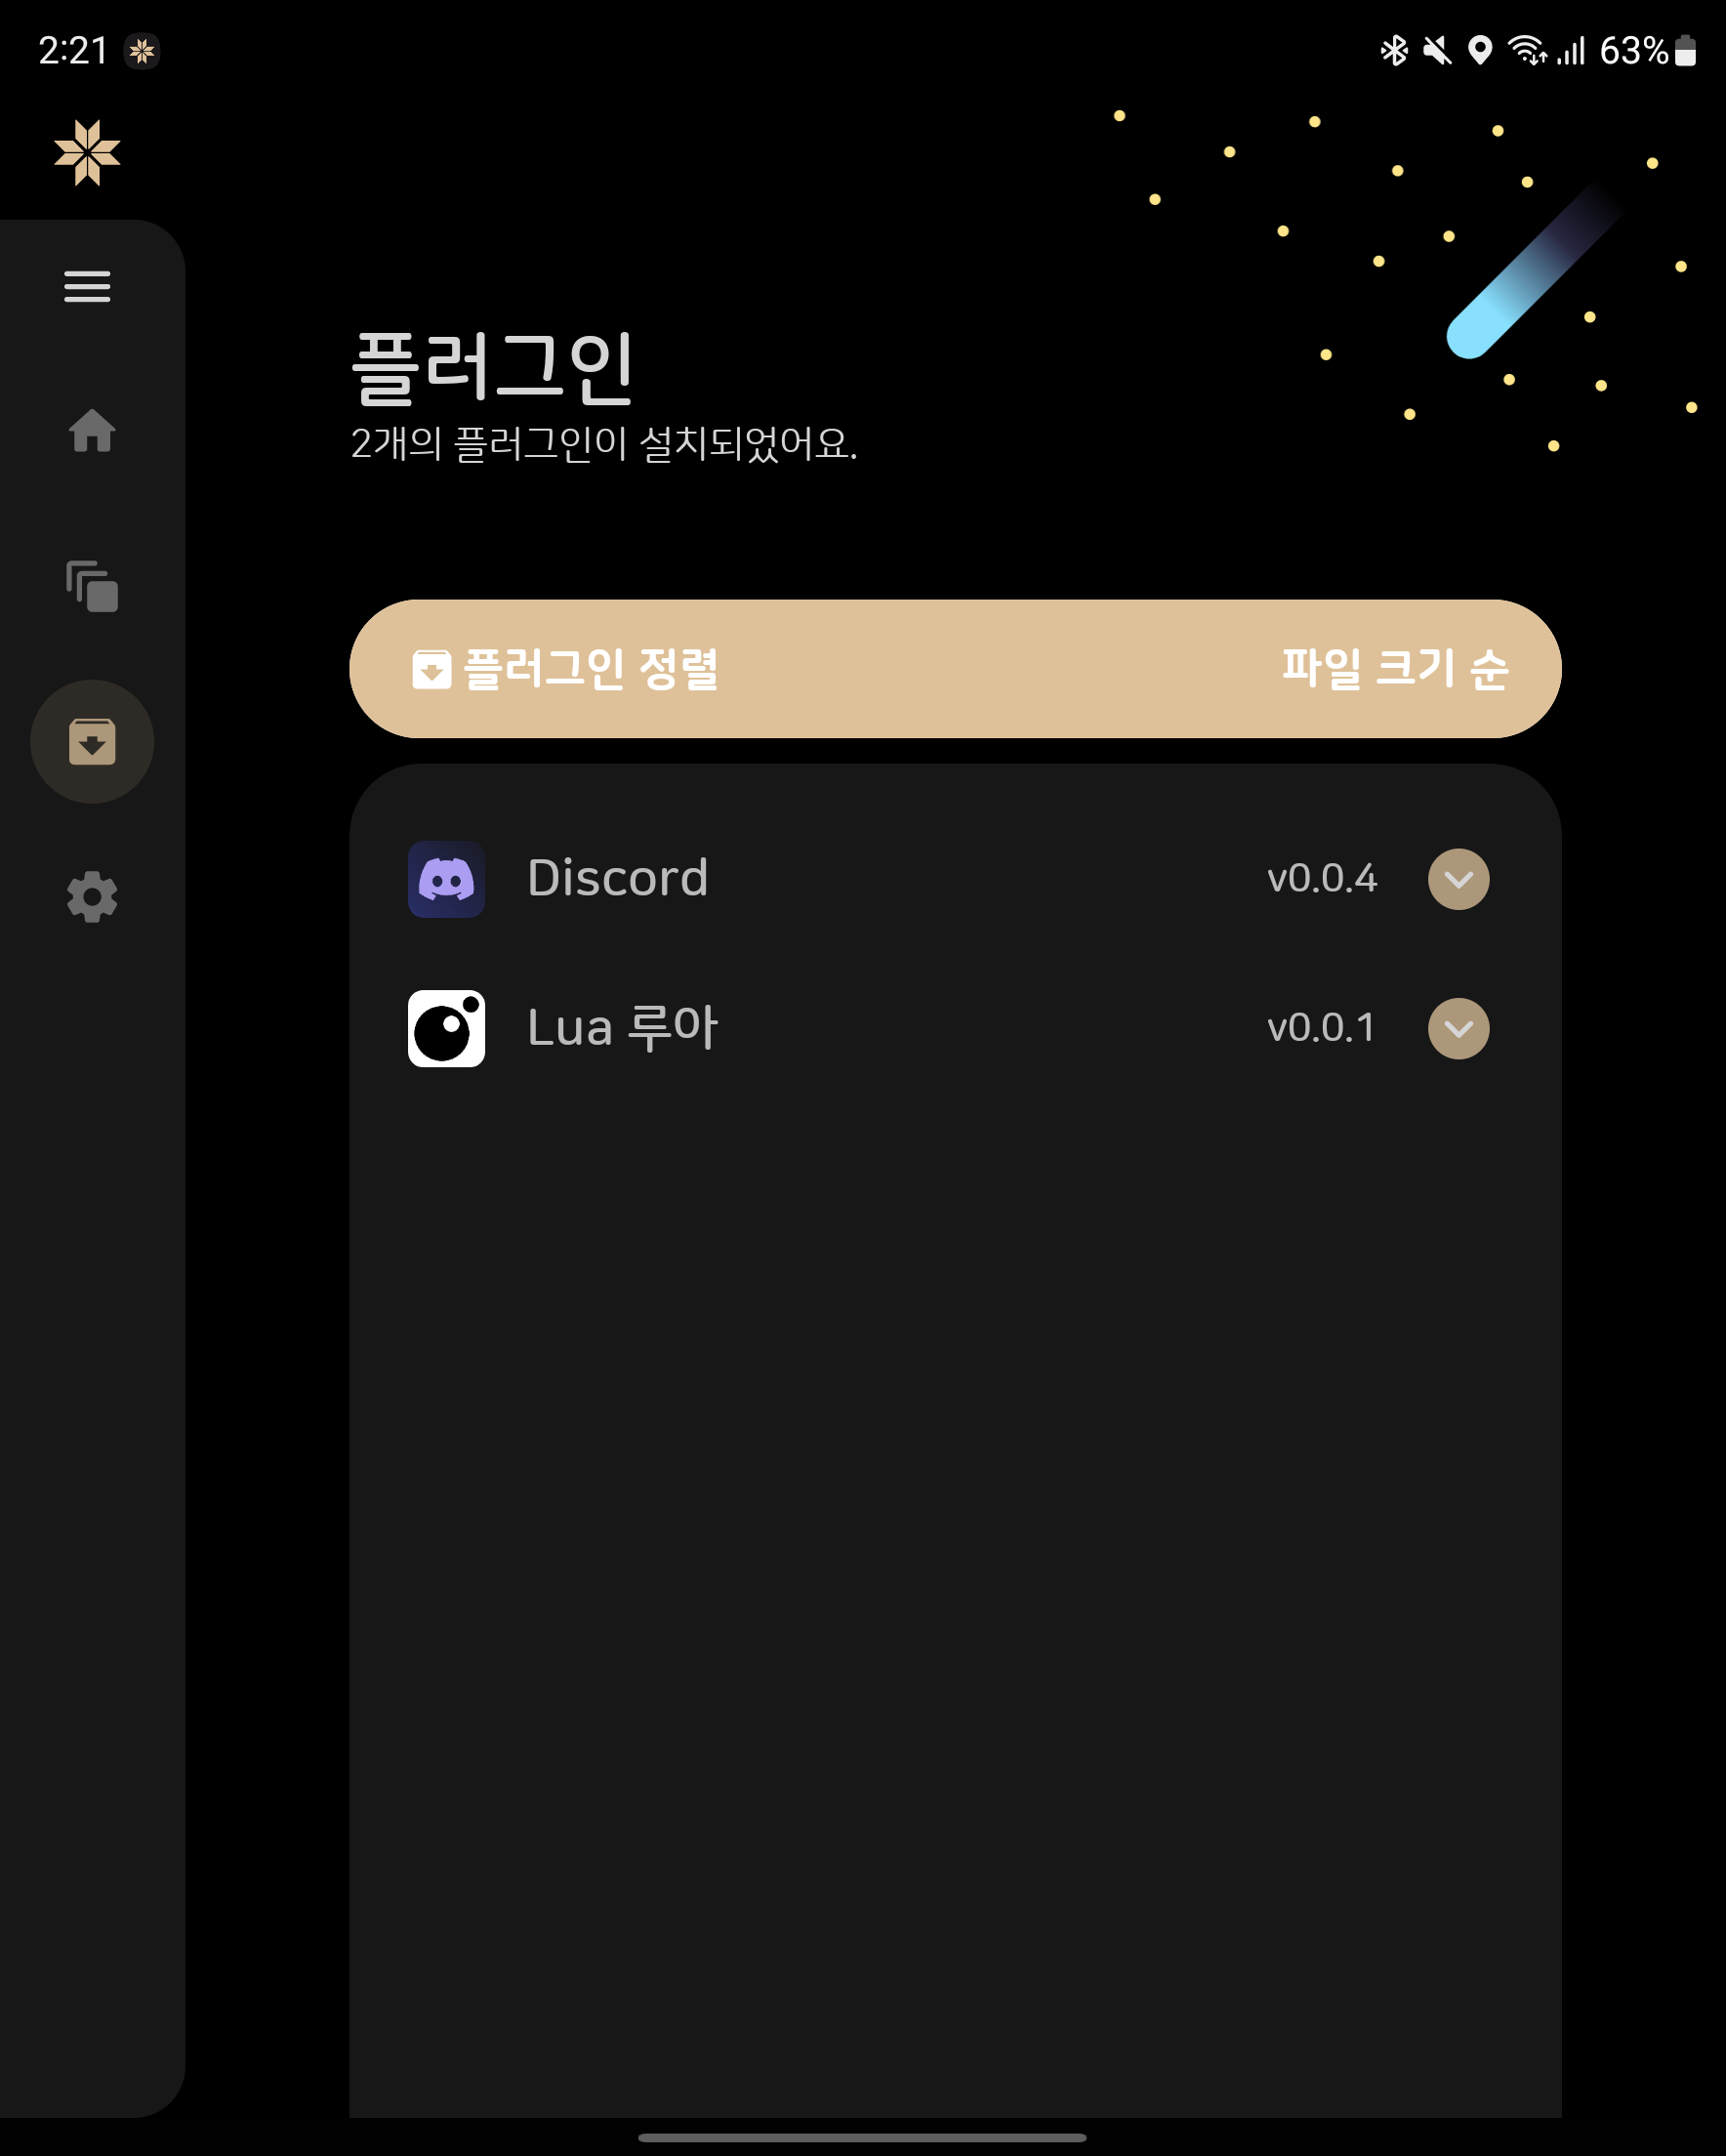 2:21
63%
플러그인
2개의 플러그인이 설치되었어요.
플러그인 정렬 파일 크기 순
Discord v0.0.4
Lua 루아 v0.0.1